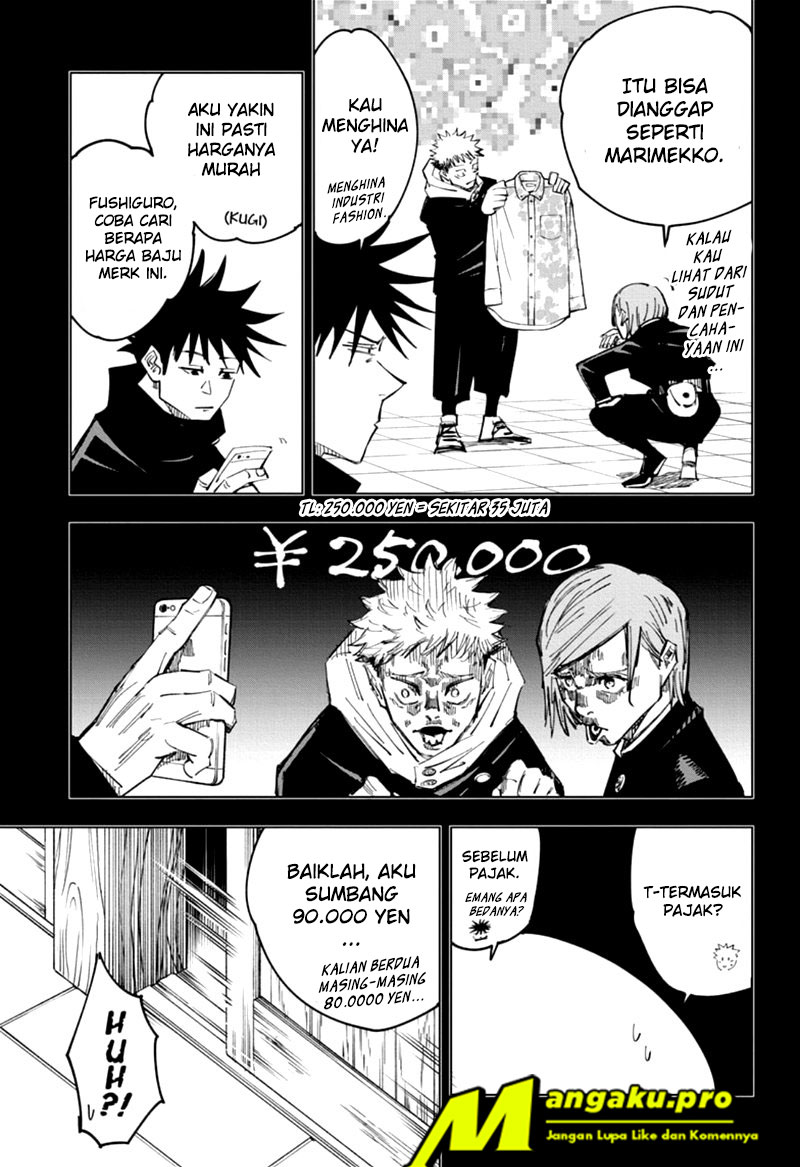 ITU BISA
DIANGGAP
SEPERTI
MARIMEKKO.
KALAU
KAU
LIHAT DARI
SUDUT
DAN PEN-
CAHA-
YAAN INI
...
KAU
MENGHINA
YA!
MENGHINA
INDUSTRI
FASHION.
AKU YAKIN
INI PASTI
HARGANYA
MURAH
(KUGI)
FUSHIGURO,
COBA CARI
BERAPA
HARGA BAJU
MERK INI.
TL: 250.000 YEN = SEKITAR 35 JUTA
¥250.000
T-TERMASUK
PAJAK?
SEBELUM
PAJAK.
EMANG APA
BEDANYA?
BAIKLAH, AKU
SUMBANG
90.000 YEN
...
KALIAN BERDUA
MASING-MASING
80.0000 YEN...
HUH?!
Mangaku.pro
Jangan Lupa Like dan Komennya